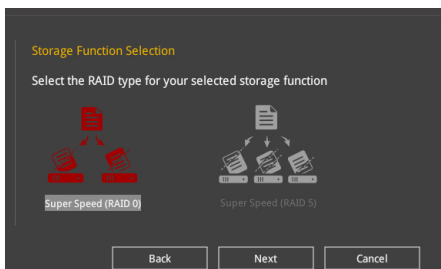 Storage Function Selection
Select the RAID type for your selected storage function
Super Speed (RAID 0)
Super Speed (RAID 5)
Back
Next
Cancel